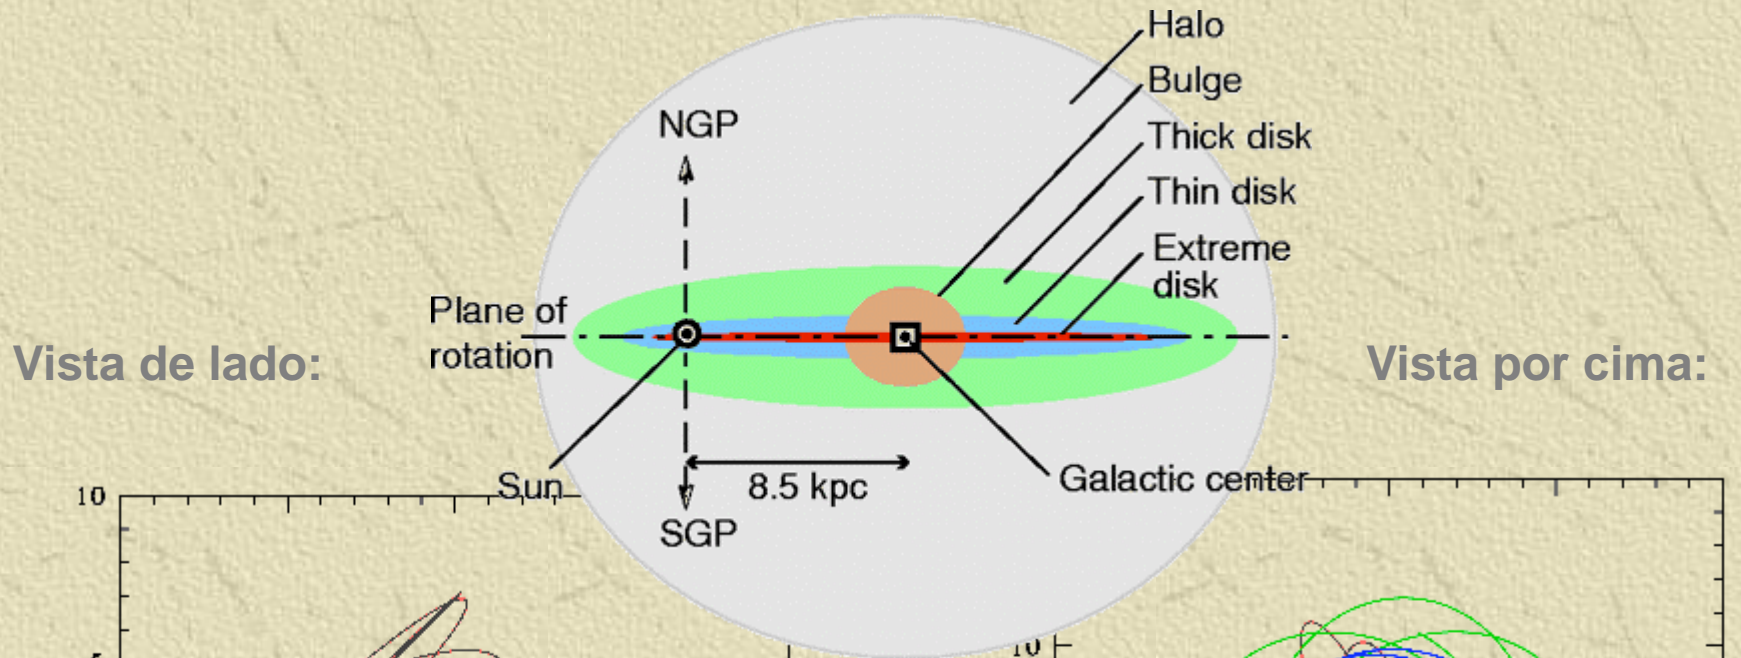 Halo
Bulge
NGP
Thick disk
Thin disk
Extreme
disk
Plane of
rotation
Vista de lado:
Vista por cima:
Sun
8.5 kpc
Galactic center
10
SGP
10